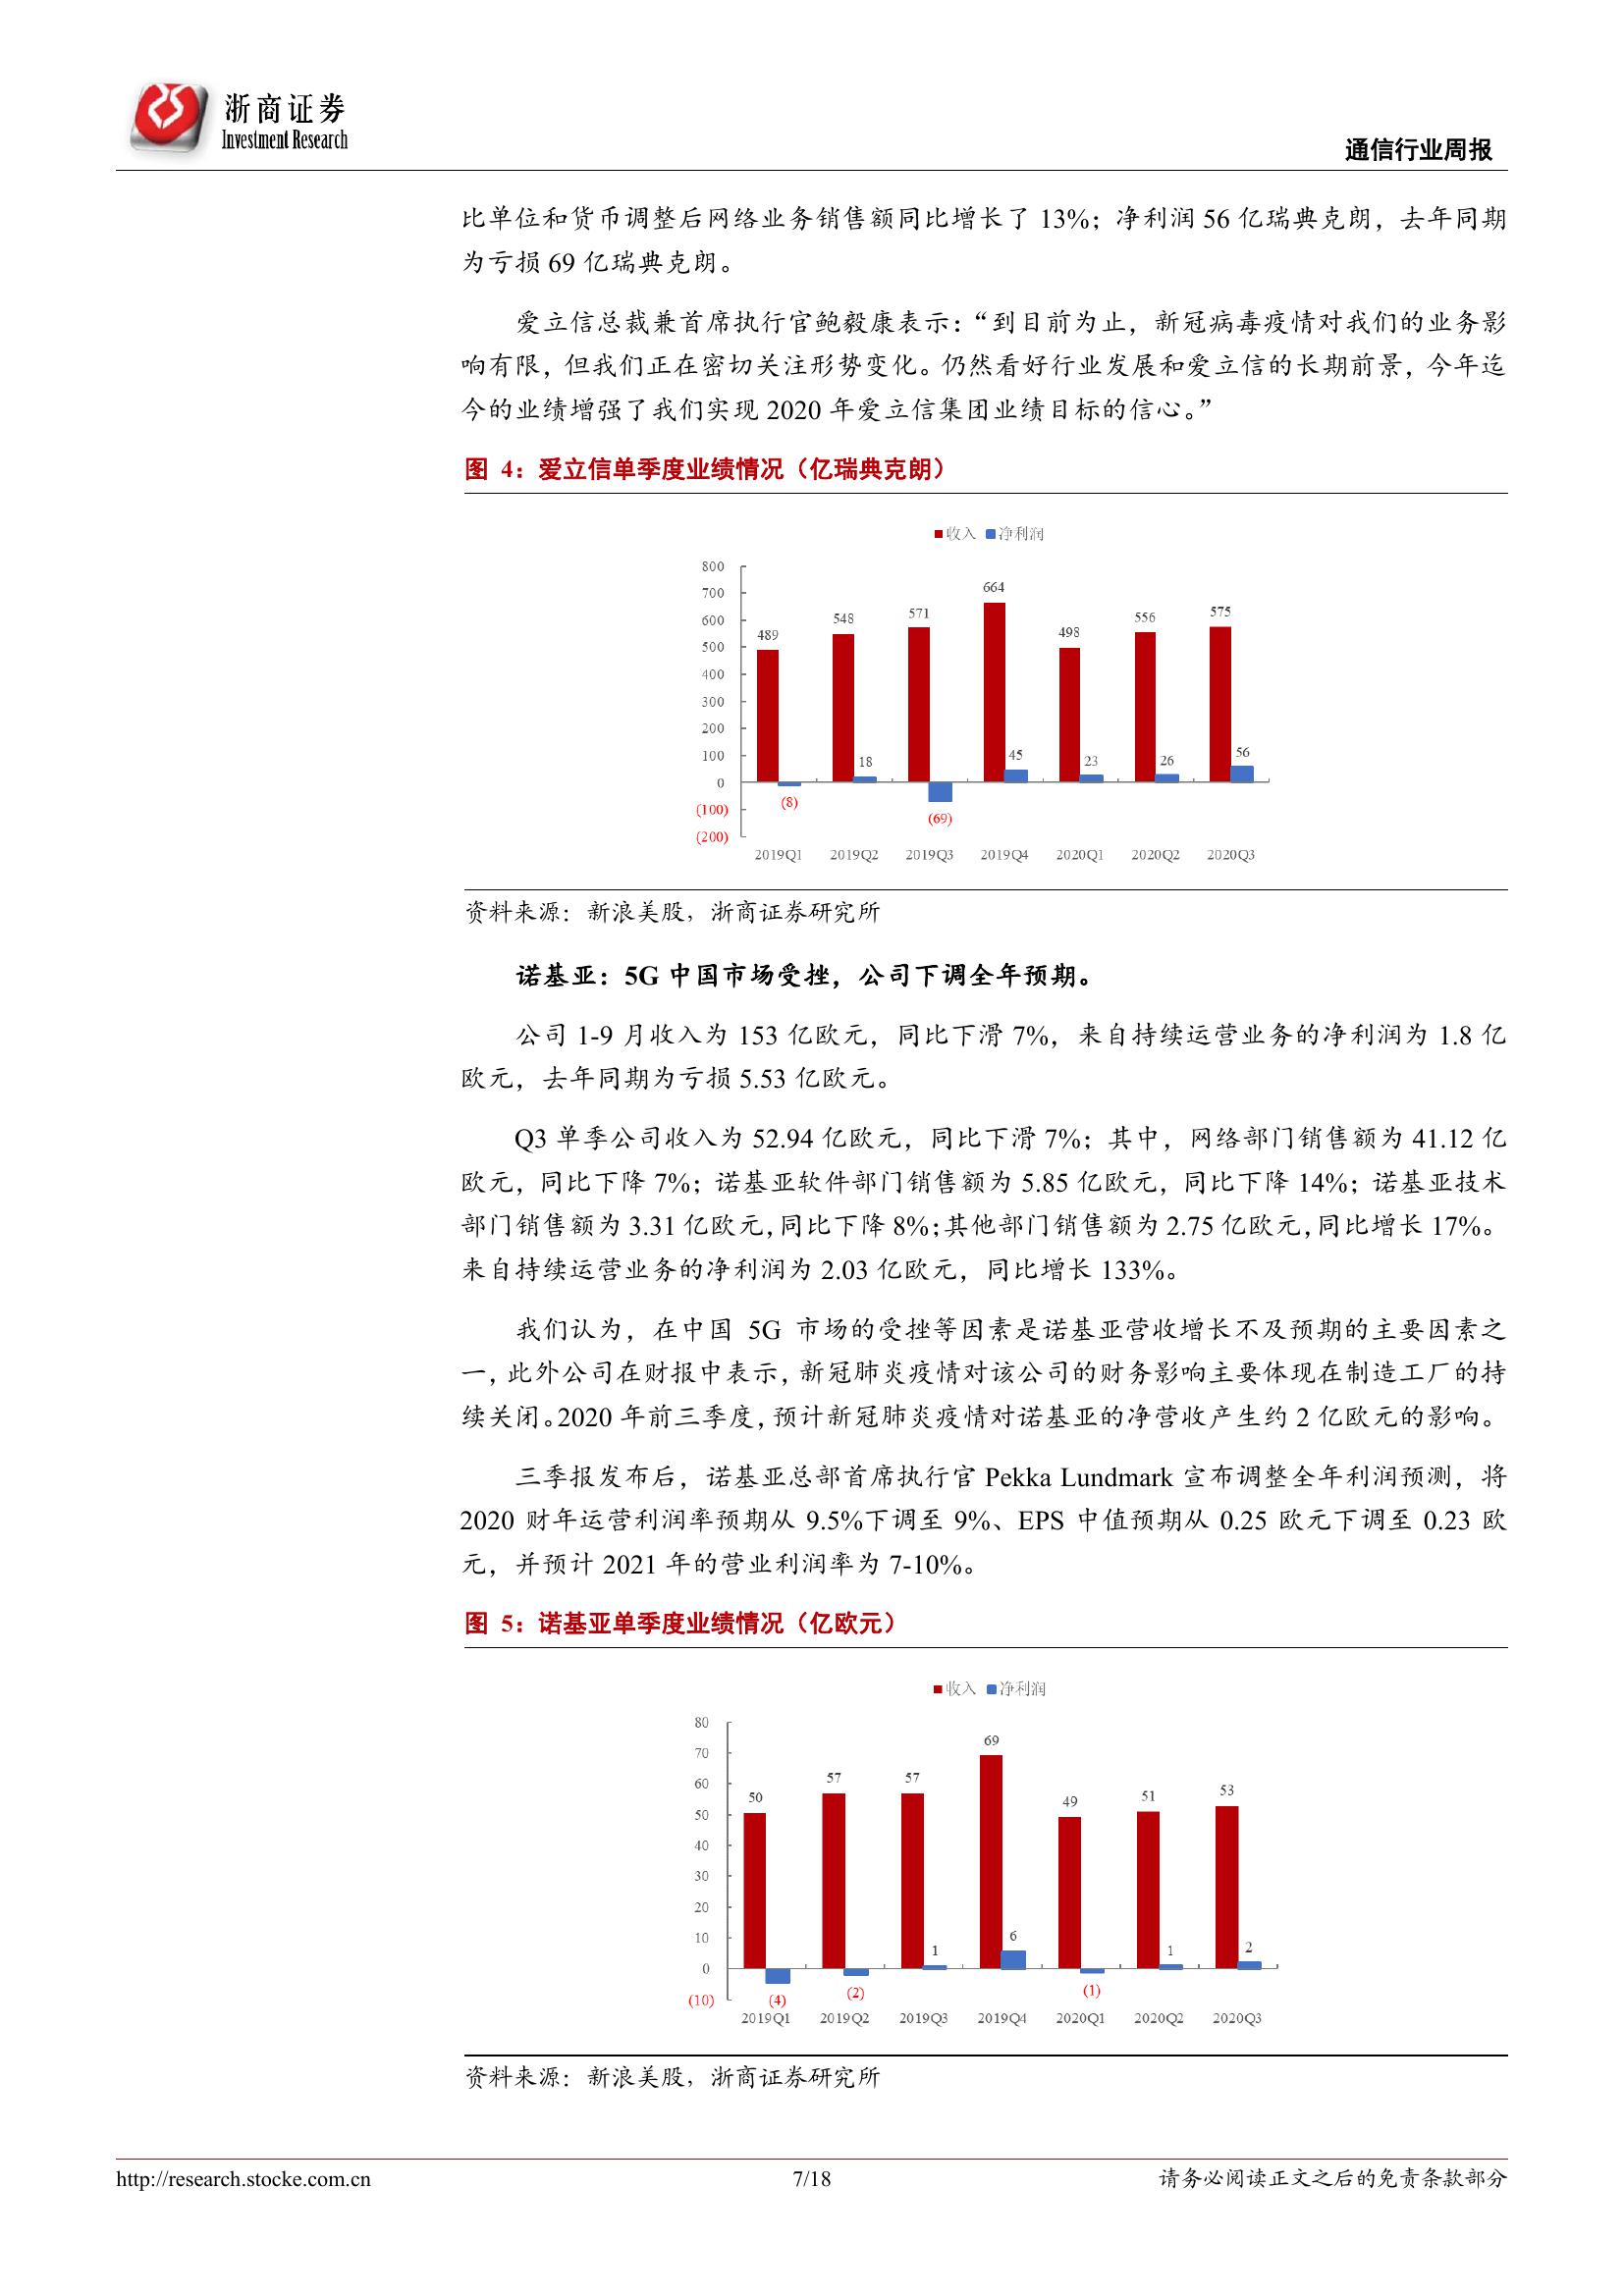 浙商证券
Investment Research
通信行业周报
比单位和货币调整后网络业务销售额同比增长了 13%；净利润 56 亿瑞典克朗，去年同期
为亏损 69 亿瑞典克朗。
爱立信总裁兼首席执行官鲍毅康表示：“到目前为止，新冠病毒疫情对我们的业务影
响有限，但我们正在密切关注形势变化。仍然看好行业发展和爱立信的长期前景，今年迄
今的业绩增强了我们实现 2020 年爱立信集团业绩目标的信心。”
图 4：爱立信单季度业绩情况（亿瑞典克朗）
收入 净利润
800
700
600
500
400
300
200
100
0
(100)
(200)
489 548 571 664 498 556 575
(8) 18 (69) 45 23 26 56
2019Q1 2019Q2 2019Q3 2019Q4 2020Q1 2020Q2 2020Q3
资料来源：新浪美股，浙商证券研究所
诺基亚：5G 中国市场受挫，公司下调全年预期。
公司 1-9 月收入为 153 亿欧元，同比下滑 7%，来自持续运营业务的净利润为 1.8 亿
欧元，去年同期为亏损 5.53 亿欧元。
Q3 单季公司收入为 52.94 亿欧元，同比下滑 7%；其中，网络部门销售额为 41.12 亿
欧元，同比下降 7%；诺基亚软件部门销售额为 5.85 亿欧元，同比下降 14%；诺基亚技术
部门销售额为 3.31 亿欧元，同比下降 8%；其他部门销售额为 2.75 亿欧元，同比增长 17%。
来自持续运营业务的净利润为 2.03 亿欧元，同比增长 133%。
我们认为，在中国 5G 市场的受挫等因素是诺基亚营收增长不及预期的主要因素之
一，此外公司在财报中表示，新冠肺炎疫情对该公司的财务影响主要体现在制造工厂的持
续关闭。2020 年前三季度，预计新冠肺炎疫情对诺基亚的净营收产生约 2 亿欧元的影响。
三季报发布后，诺基亚总部首席执行官 Pekka Lundmark 宣布调整全年利润预测，将
2020 财年运营利润率预期从 9.5%下调至 9%、EPS 中值预期从 0.25 欧元下调至 0.23 欧
元，并预计 2021 年的营业利润率为 7-10%。
图 5：诺基亚单季度业绩情况（亿欧元）
收入 净利润
80
70
60
50
40
30
20
10
0
(10)
50 57 57 69 49 51 53
(4) (2) 1 6 (1) 1 2
2019Q1 2019Q2 2019Q3 2019Q4 2020Q1 2020Q2 2020Q3
资料来源：新浪美股，浙商证券研究所
http://research.stocke.com.cn
7/18
请务必阅读正文之后的免责条款部分